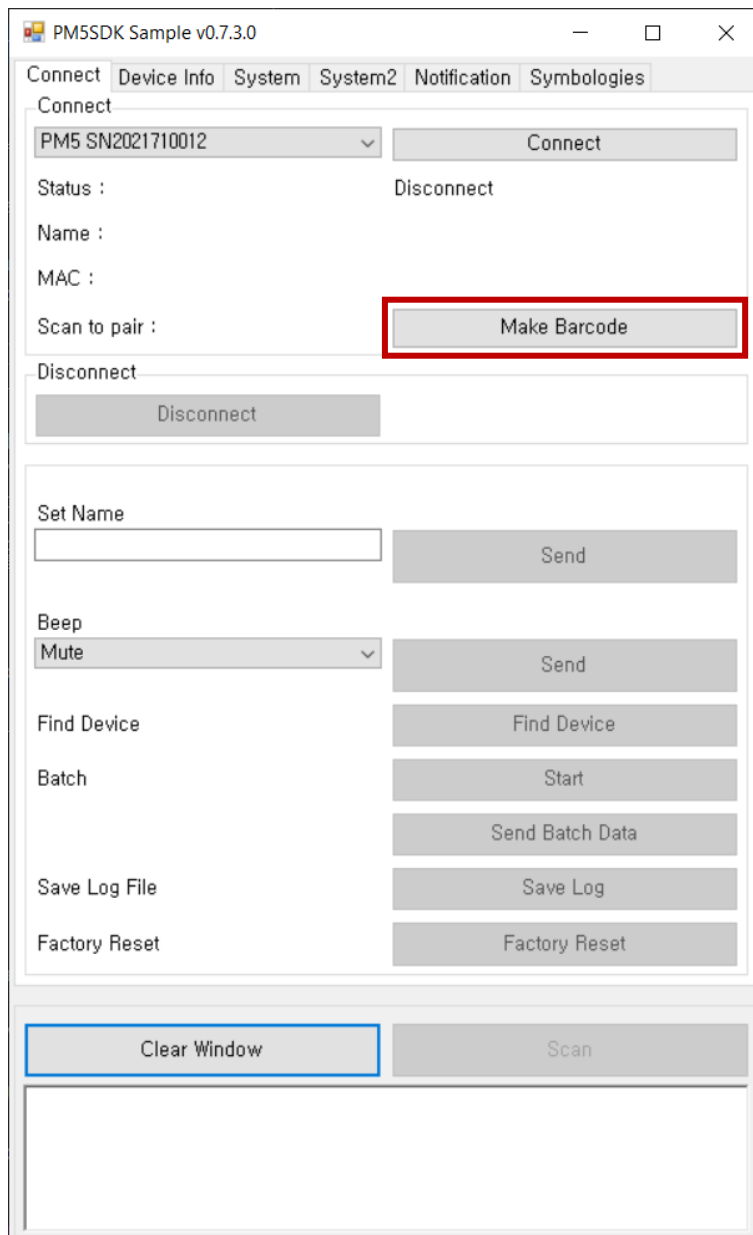 PM5SDK Sample v0.7.3.0
Connect Device Info System System2 Notification Symbologies
Connect
PM5 SN2021710012 Connect
Status : Disconnect
Name :
MAC :
Scan to pair : Make Barcode
Disconnect
Disconnect
Set Name
Send
Beep
Mute Send
Find Device Find Device
Batch Start
Send Batch Data
Save Log File Save Log
Factory Reset Factory Reset
Clear Window Scan